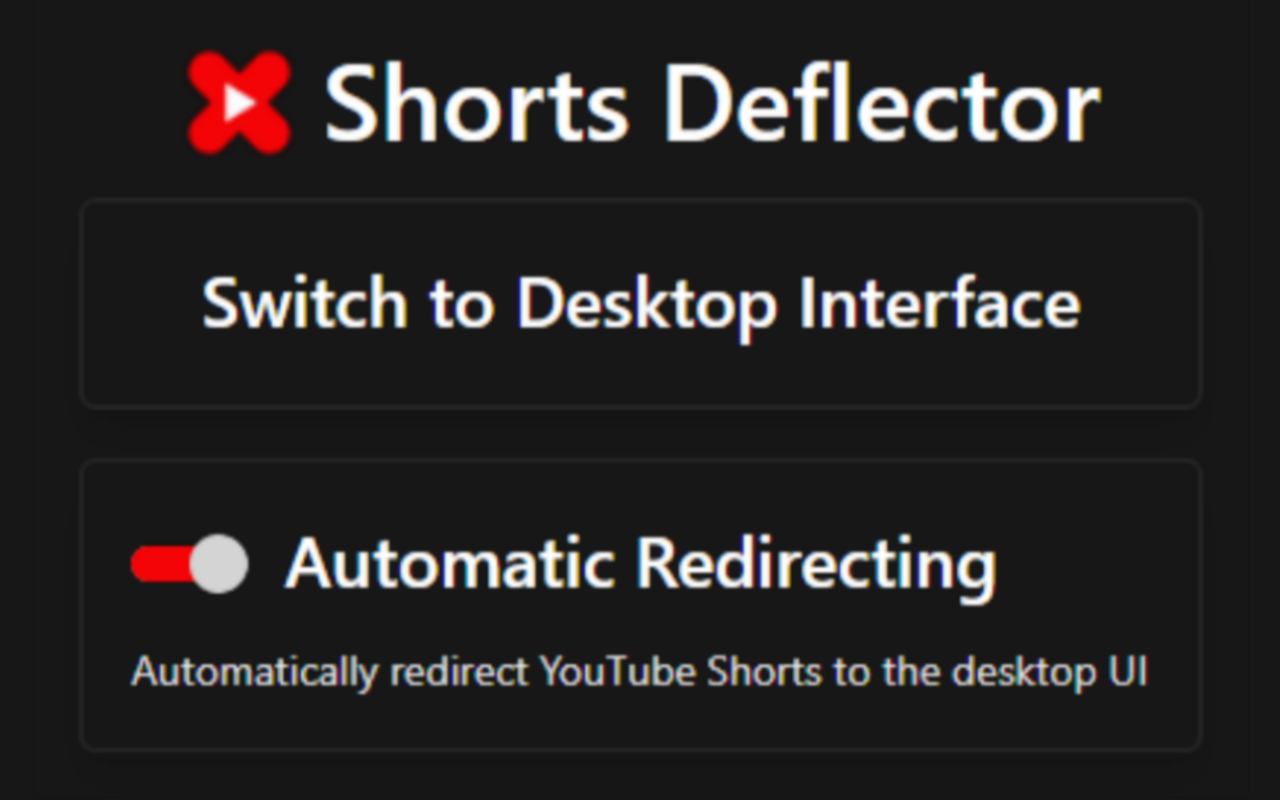 Shorts Deflector
Switch to Desktop Interface
Automatic Redirecting
Automatically redirect YouTube Shorts to the desktop UI